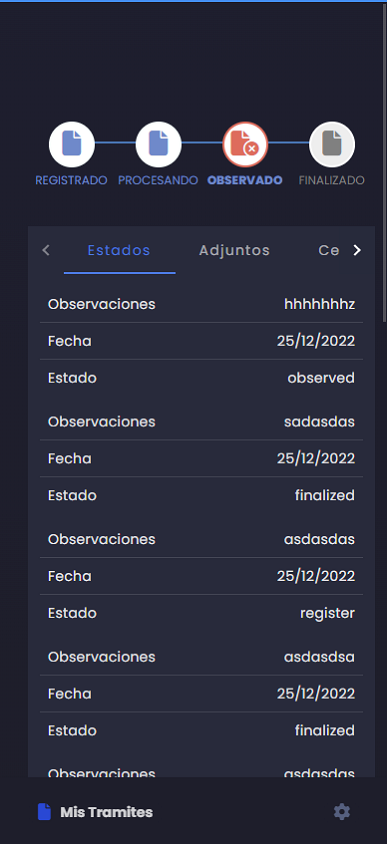 REGISTRADO PROCESANDO OBSERVADO FINALIZADO
Estados Adjuntos Ce
Observaciones hhhhhhhz
Fecha 25/12/2022
Estado observed
Observaciones sadasdas
Fecha 25/12/2022
Estado finalized
Observaciones asdasdas
Fecha 25/12/2022
Estado register
Observaciones asdasdsa
Fecha 25/12/2022
Estado finalized
Observaciones asdasdas
Mis Tramites